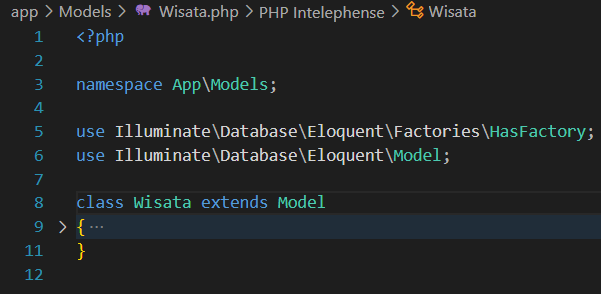 app > Models > Wisata.php > PHP Intelephense > Wisata
1 <?php
2
3 namespace App\Models;
4
5 use Illuminate\Database\Eloquent\Factories\HasFactory;
6 use Illuminate\Database\Eloquent\Model;
7
8 class Wisata extends Model
9 > { ···
11 }
12